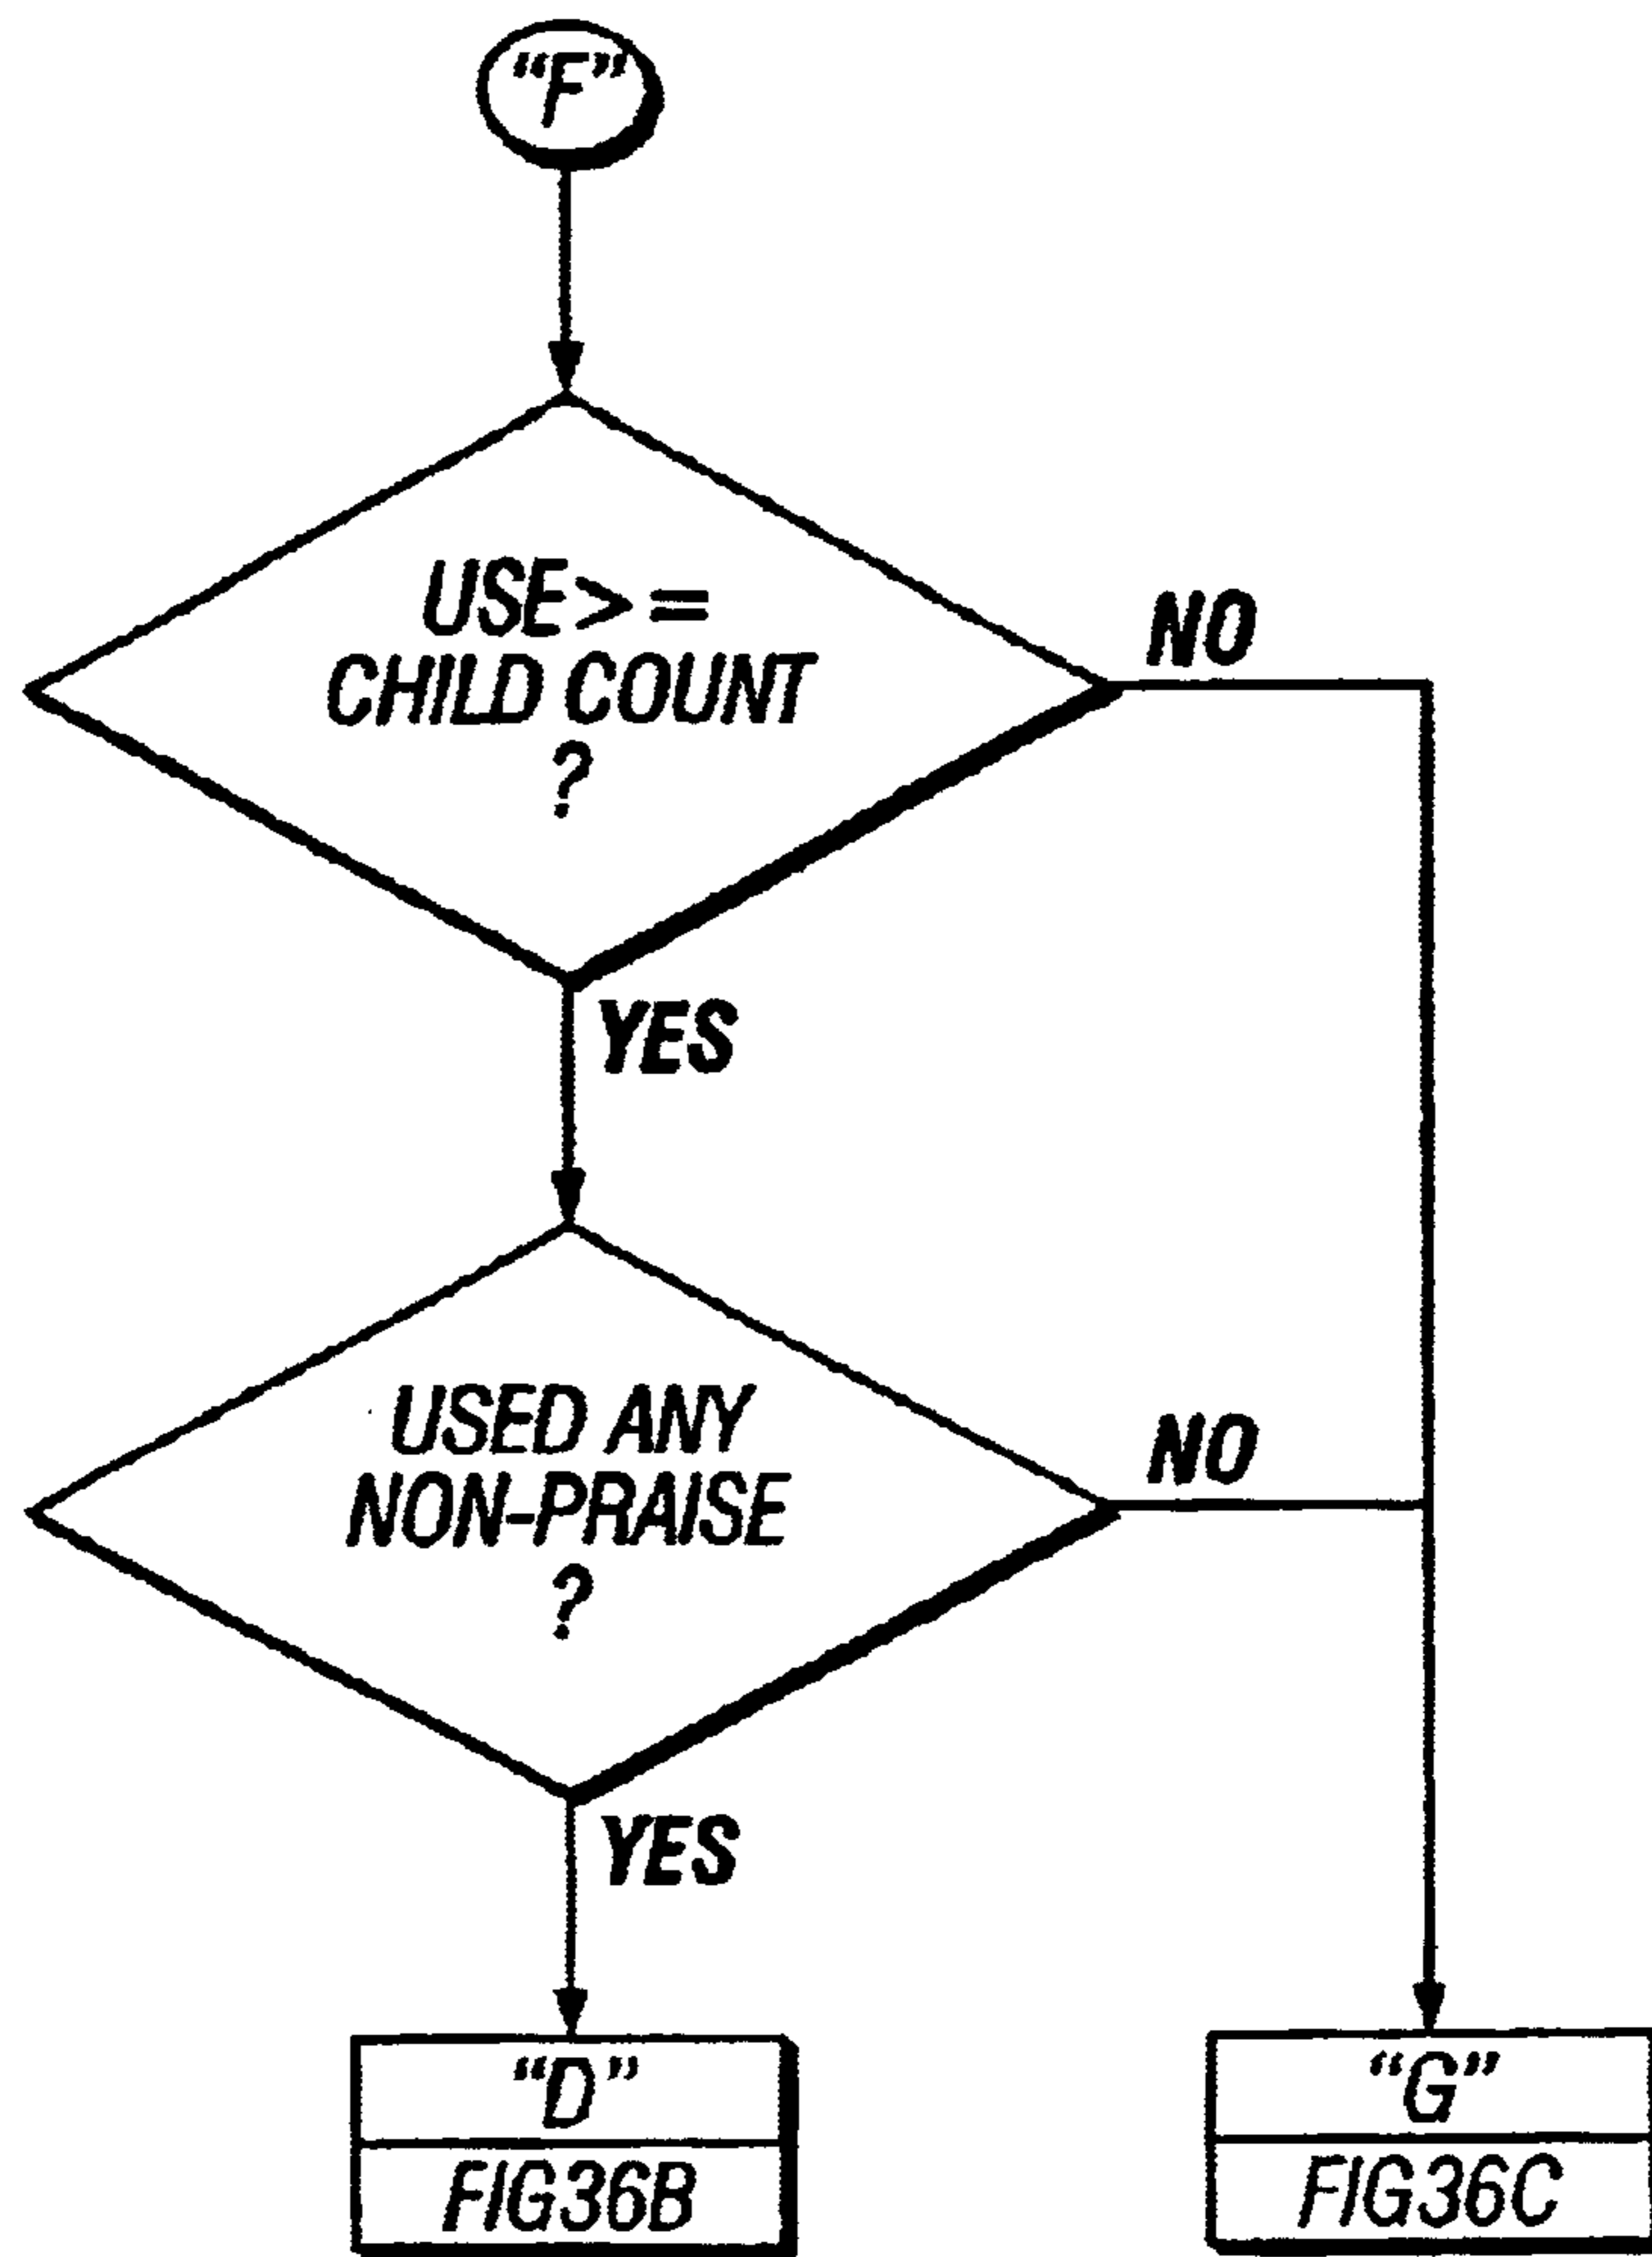 "F"
USE>=
CHILD COUNT
?
NO
YES
USED ANY
NON-PRAISE
?
NO
YES
"D"
FIG36B
"G"
FIG36C